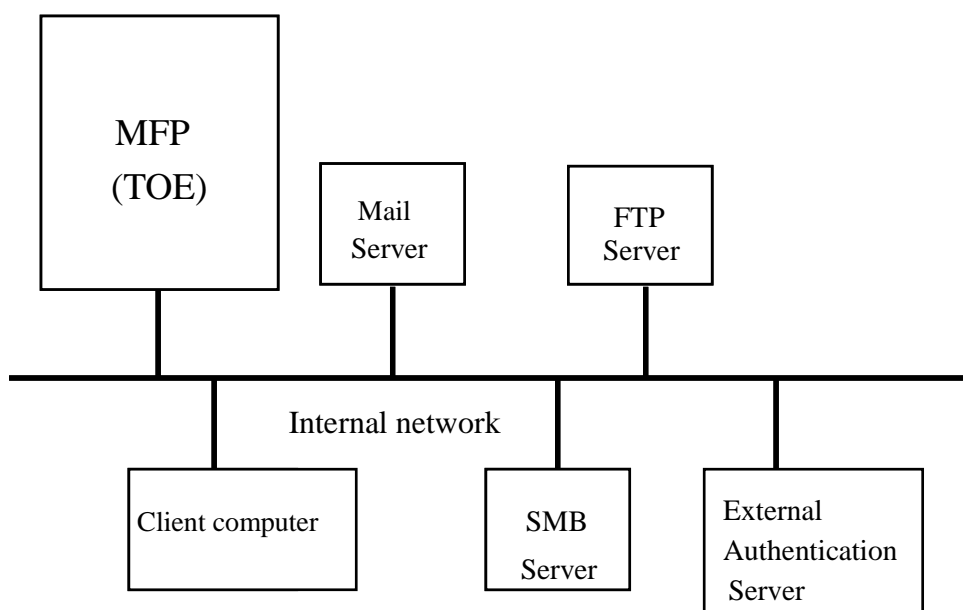 MFP
(TOE)
Mail
Server
FTP
Server
Internal network
Client computer
SMB
Server
External
Authentication
Server